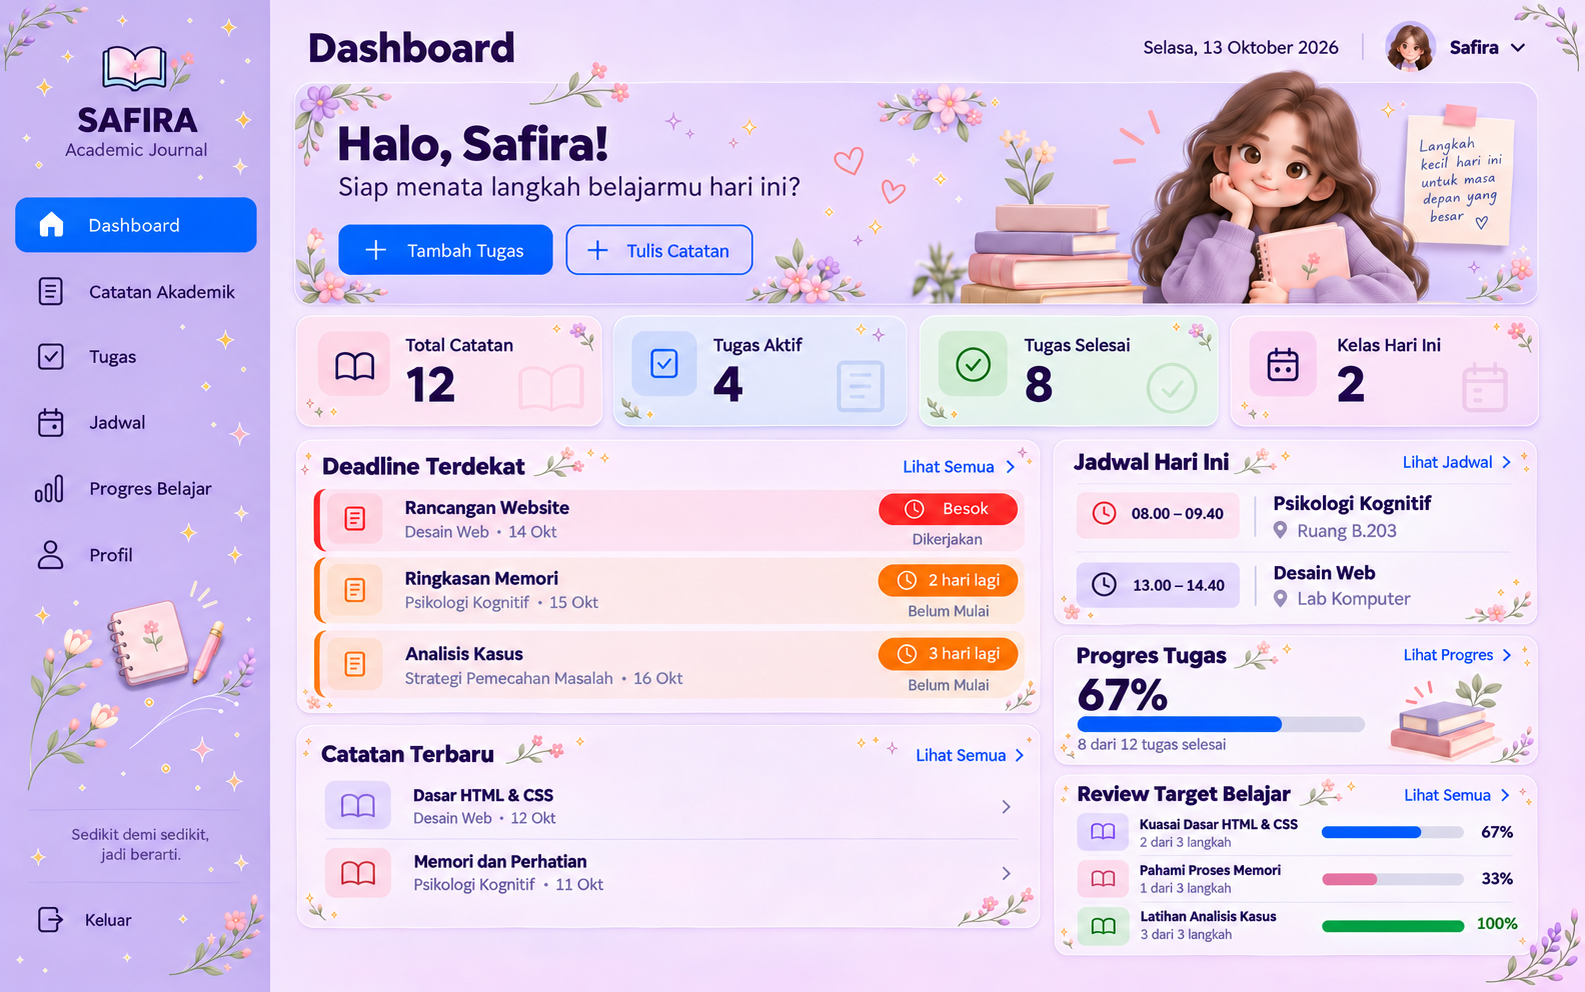 SAFIRA
Academic Journal
Dashboard
Catatan Akademik
Tugas
Jadwal
Progres Belajar
Profil
Sedikit demi sedikit,
jadi berarti.
Keluar
Dashboard
Selasa, 13 Oktober 2026
Safira
Halo, Safira!
Siap menata langkah belajarmu hari ini?
Tambah Tugas
Tulis Catatan
Langkah
kecil hari ini
untuk masa
depan yang
besar
Total Catatan
12
Tugas Aktif
4
Tugas Selesai
8
Kelas Hari Ini
2
Deadline Terdekat
Lihat Semua
Rancangan Website
Desain Web • 14 Okt
Besok
Dikerjakan
Ringkasan Memori
Psikologi Kognitif • 15 Okt
2 hari lagi
Belum Mulai
Analisis Kasus
Strategi Pemecahan Masalah • 16 Okt
3 hari lagi
Belum Mulai
Catatan Terbaru
Lihat Semua
Dasar HTML & CSS
Desain Web • 12 Okt
Memori dan Perhatian
Psikologi Kognitif • 11 Okt
Jadwal Hari Ini
Lihat Jadwal
08.00 – 09.40
Psikologi Kognitif
Ruang B.203
13.00 – 14.40
Desain Web
Lab Komputer
Progres Tugas
Lihat Progres
67%
8 dari 12 tugas selesai
Review Target Belajar
Lihat Semua
Kuasai Dasar HTML & CSS
2 dari 3 langkah
67%
Pahami Proses Memori
1 dari 3 langkah
33%
Latihan Analisis Kasus
3 dari 3 langkah
100%